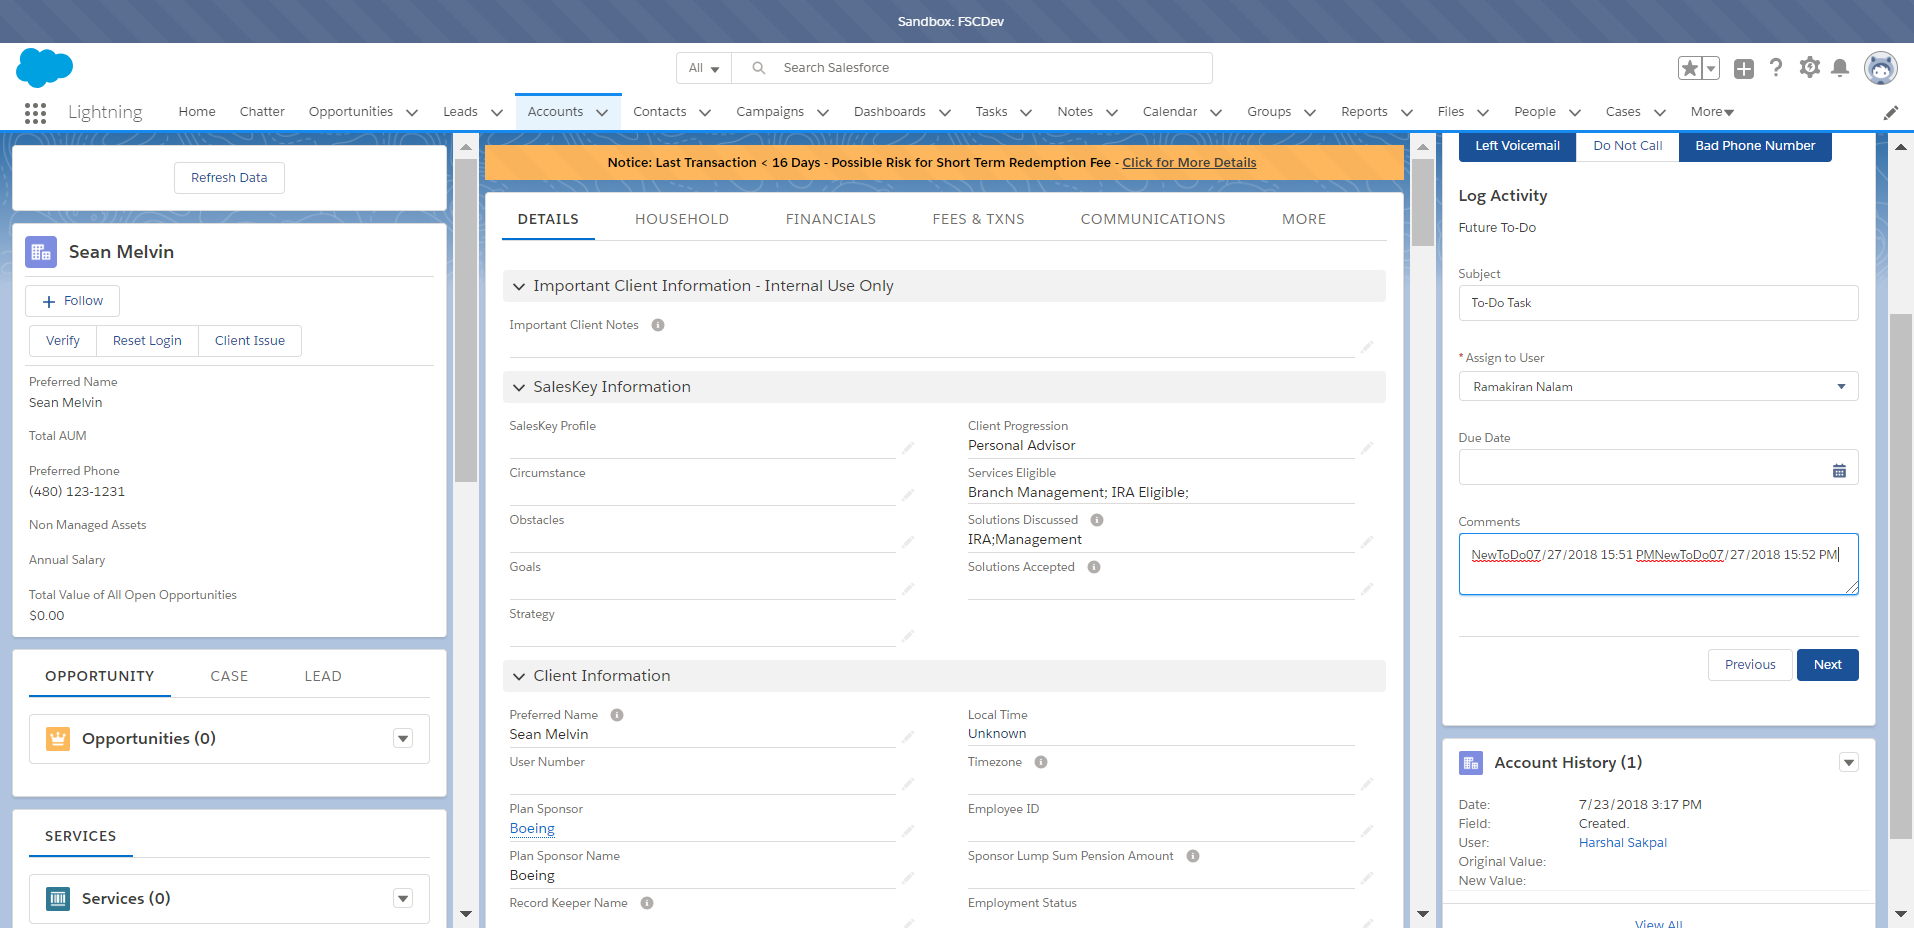 Sandbox: FSCDev
All
Search Salesforce
Lightning
Home
Chatter
Opportunities
Leads
Accounts
Contacts
Campaigns
Dashboards
Tasks
Notes
Calendar
Groups
Reports
Files
People
Cases
More
Refresh Data
Sean Melvin
Follow
Verify
Reset Login
Client Issue
Preferred Name
Sean Melvin
Total AUM
Preferred Phone
(480) 123-1231
Non Managed Assets
Annual Salary
Total Value of All Open Opportunities
$0.00
OPPORTUNITY
CASE
LEAD
Opportunities (0)
SERVICES
Services (0)
Notice: Last Transaction < 16 Days - Possible Risk for Short Term Redemption Fee - Click for More Details
DETAILS
HOUSEHOLD
FINANCIALS
FEES & TXNS
COMMUNICATIONS
MORE
Important Client Information - Internal Use Only
Important Client Notes
SalesKey Information
SalesKey Profile
Client Progression
Personal Advisor
Circumstance
Services Eligible
Branch Management; IRA Eligible;
Obstacles
Solutions Discussed
IRA;Management
Goals
Solutions Accepted
Strategy
Client Information
Preferred Name
Sean Melvin
Local Time
Unknown
User Number
Timezone
Plan Sponsor
Boeing
Employee ID
Plan Sponsor Name
Boeing
Sponsor Lump Sum Pension Amount
Record Keeper Name
Employment Status
Left Voicemail
Do Not Call
Bad Phone Number
Log Activity
Future To-Do
Subject
To-Do Task
*Assign to User
Ramakiran Nalam
Due Date
Comments
NewToDo07/27/2018 15:51 PMNewToDo07/27/2018 15:52 PM
Previous
Next
Account History (1)
Date: 7/23/2018 3:17 PM
Field: Created.
User: Harshal Sakpal
Original Value:
New Value:
View All